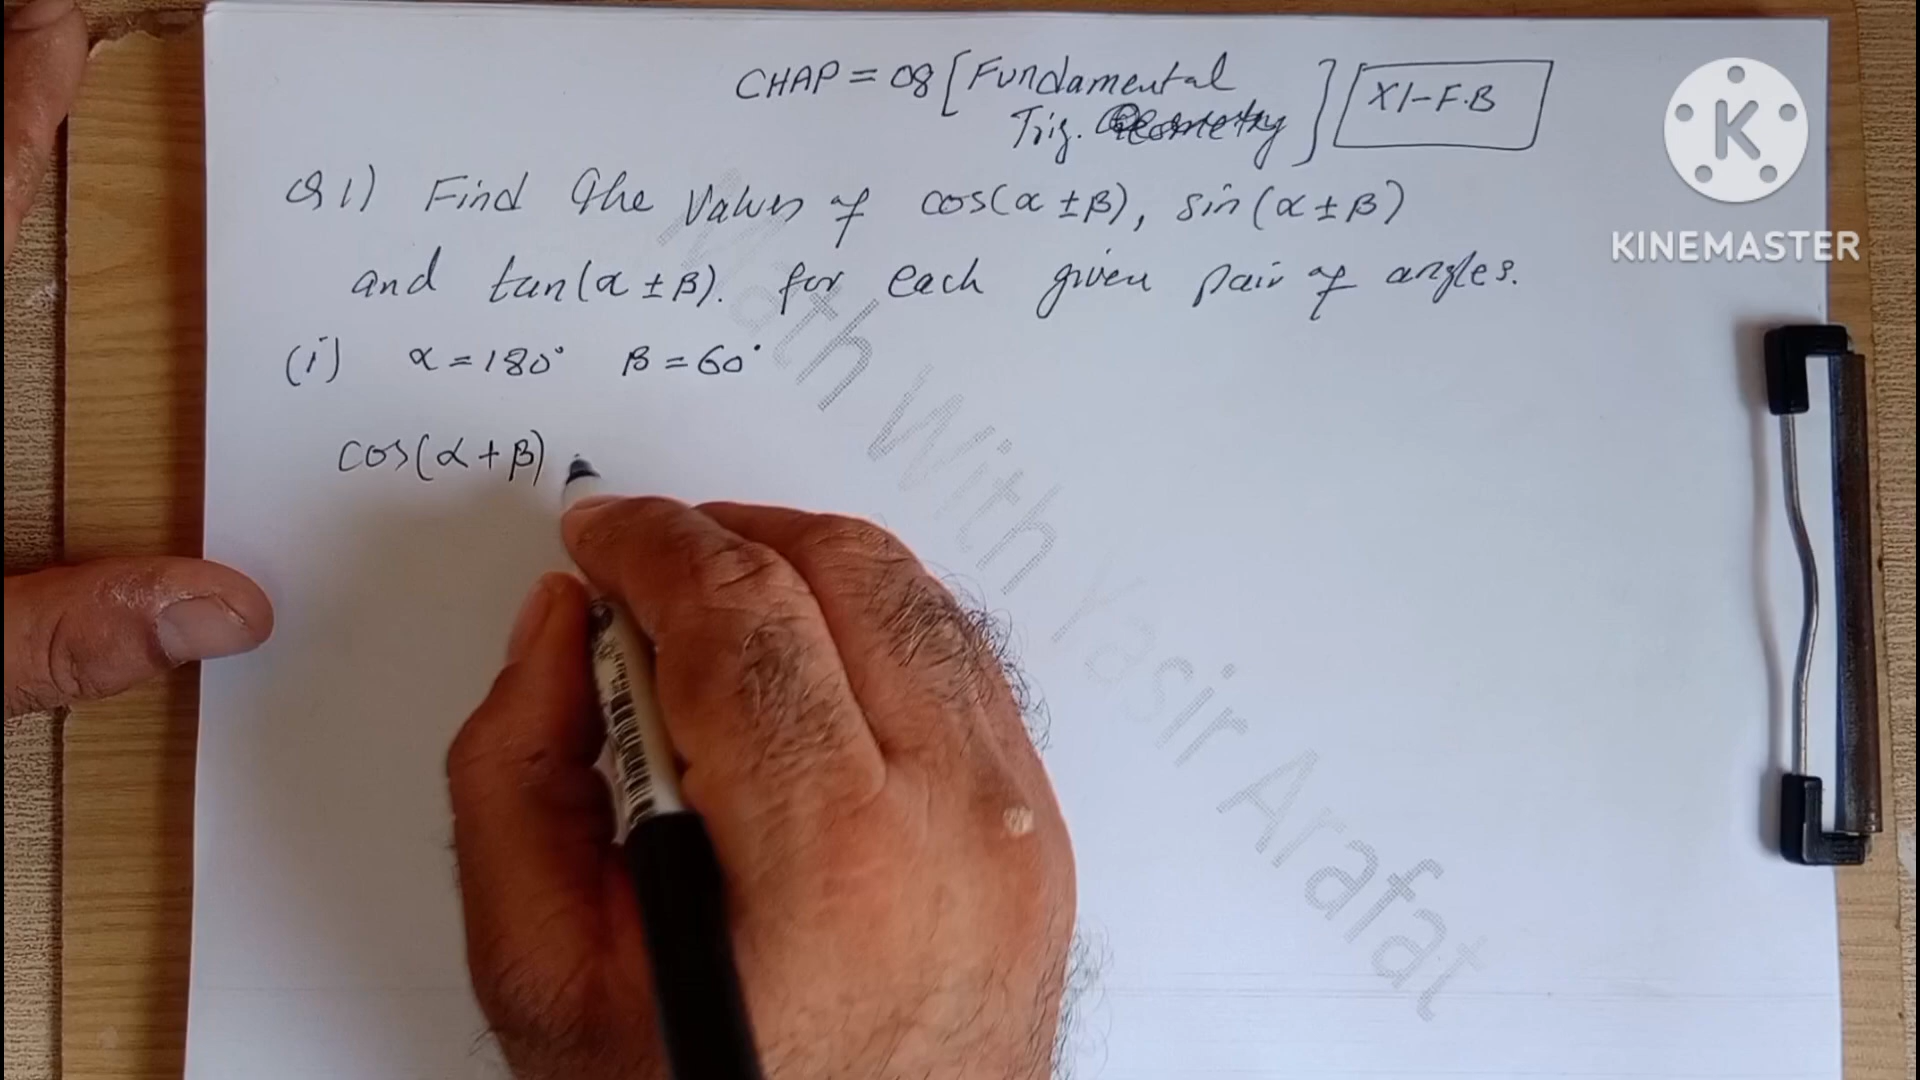 CHAP = 08 [Fundamental
Trig. Geometry]
XI-F.B
KINEMASTER
Q1) Find the values of cos(α ± β), sin(α ± β)
and tan(α ± β). for each given pair of angles.
(i) α = 180° β = 60°
cos(α + β)
Math With Yasir Arafat